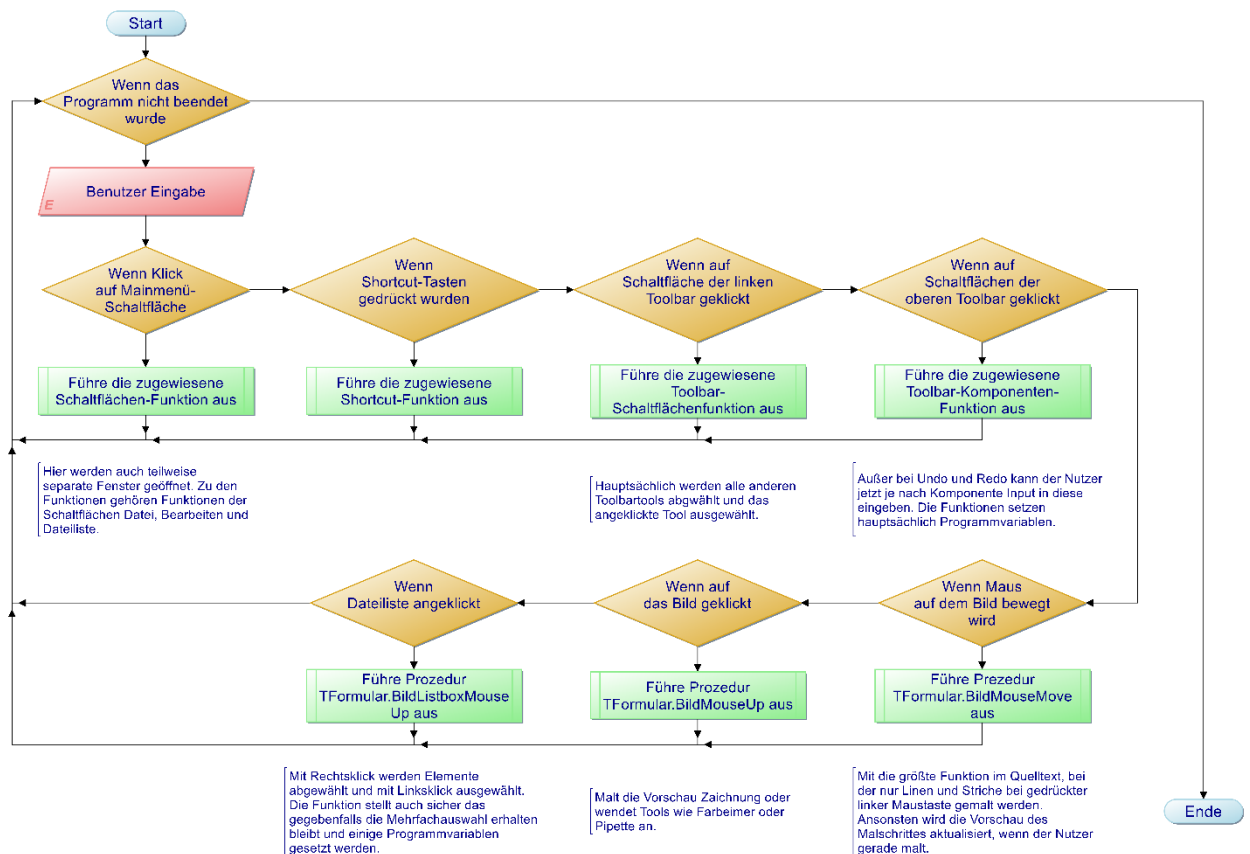 Start
Wenn das
Programm nicht beendet
wurde
Benutzer Eingabe
E
Wenn Klick
auf Mainmenü-
Schaltfläche
Wenn
Shortcut-Tasten
gedrückt wurden
Wenn auf
Schaltfläche der linken
Toolbar geklickt
Wenn auf
Schaltflächen der
oberen Toolbar geklickt
Führe die zugewiesene
Schaltflächen-Funktion aus
Führe die zugewiesene
Shortcut-Funktion aus
Führe die zugewiesene
Toolbar-
Schaltflächenfunktion aus
Führe die zugewiesene
Toolbar-Komponenten-
Funktion aus
Hier werden auch teilweise
separate Fenster geöffnet. Zu den
Funktionen gehören Funktionen der
Schaltflächen Datei, Bearbeiten und
Dateiliste.
Hauptsächlich werden alle anderen
Toolbartools abgwählt und das
angeklickte Tool ausgewählt.
Außer bei Undo und Redo kann der Nutzer
jetzt je nach Komponente Input in diese
eingeben. Die Funktionen setzen
hauptsächlich Programmvariablen.
Wenn
Dateiliste angeklickt
Wenn auf
das Bild geklickt
Wenn Maus
auf dem Bild bewegt
wird
Führe Prozedur
TFormular.BildListboxMouse
Up aus
Führe Prozedur
TFormular.BildMouseUp aus
Führe Prezedur
TFormular.BildMouseMove
aus
Mit Rechtsklick werden Elemente
abgewählt und mit Linksklick ausgewählt.
Die Funktion stellt auch sicher das
gegebenfalls die Mehrfachauswahl erhalten
bleibt und einige Programmvariablen
gesetzt werden.
Malt die Vorschau Zaichnung oder
wendet Tools wie Farbeimer oder
Pipette an.
Mit die größte Funktion im Quelltext, bei
der nur Linen und Striche bei gedrückter
linker Maustaste gemalt werden.
Ansonsten wird die Vorschau des
Malschrittes aktualisiert, wenn der Nutzer
gerade malt.
Ende